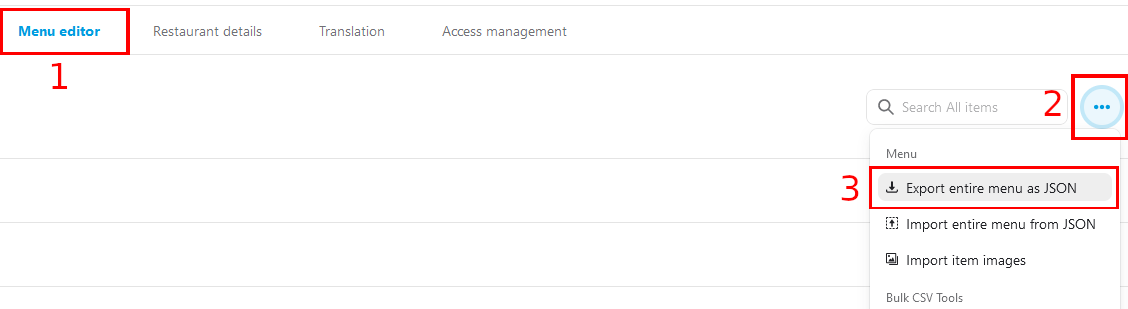 Menu editor Restaurant details Translation Access management
1
Search All items 2 •••
Menu
3 Export entire menu as JSON
Import entire menu from JSON
Import item images
Bulk CSV Tools